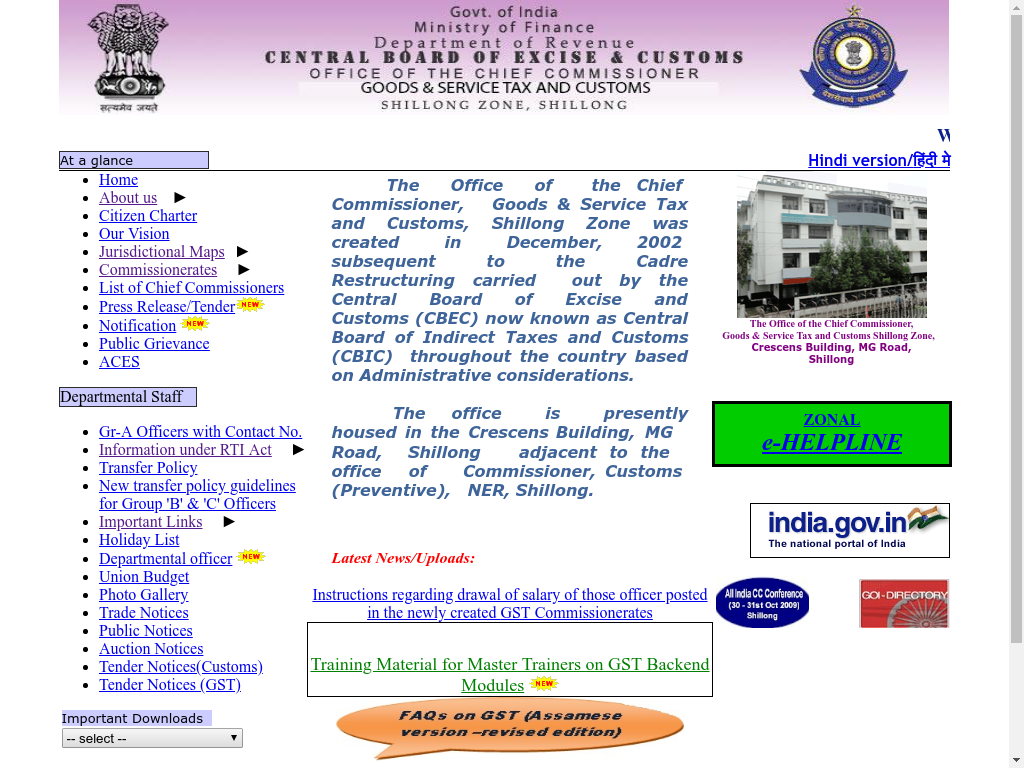 Govt. of India
Ministry of Finance
Department of Revenue
CENTRAL BOARD OF EXCISE & CUSTOMS
OFFICE OF THE CHIEF COMMISSIONER
GOODS & SERVICE TAX AND CUSTOMS
SHILLONG ZONE, SHILLONG
सत्यमेव जयते
W
At a glance
Hindi version/हिंदी मे
Home
About us
Citizen Charter
Our Vision
Jurisdictional Maps
Commissionerates
List of Chief Commissioners
Press Release/Tender NEW
Notification NEW
Public Grievance
ACES
Departmental Staff
Gr-A Officers with Contact No.
Information under RTI Act
Transfer Policy
New transfer policy guidelines
for Group 'B' & 'C' Officers
Important Links
Holiday List
Departmental officer NEW
Union Budget
Photo Gallery
Trade Notices
Public Notices
Auction Notices
Tender Notices(Customs)
Tender Notices (GST)
Important Downloads
-- select --
The Office of the Chief
Commissioner, Goods & Service Tax
and Customs, Shillong Zone was
created in December, 2002
subsequent to the Cadre
Restructuring carried out by the
Central Board of Excise and
Customs (CBEC) now known as Central
Board of Indirect Taxes and Customs
(CBIC) throughout the country based
on Administrative considerations.
The office is presently
housed in the Crescens Building, MG
Road, Shillong adjacent to the
office of Commissioner, Customs
(Preventive), NER, Shillong.
Latest News/Uploads:
Instructions regarding drawal of salary of those officer posted
in the newly created GST Commissionerates
Training Material for Master Trainers on GST Backend
Modules NEW
FAQs on GST (Assamese
version –revised edition)
The Office of the Chief Commissioner,
Goods & Service Tax and Customs Shillong Zone,
Crescens Building, MG Road,
Shillong
ZONAL
e-HELPLINE
india.gov.in
The national portal of India
All India CC Conference
(30 - 31st Oct 2009)
Shillong
GOI-DIRECTORY